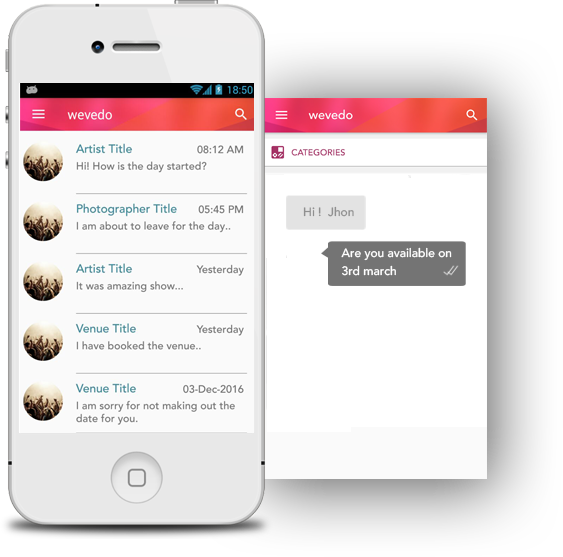 18:50
wevedo
Artist Title 08:12 AM
Hi! How is the day started?
Photographer Title 05:45 PM
I am about to leave for the day..
Artist Title Yesterday
It was amazing show...
Venue Title Yesterday
I have booked the venue..
Venue Title 03-Dec-2016
I am sorry for not making out the
date for you.
wevedo
CATEGORIES
Hi ! Jhon
Are you available on
3rd march